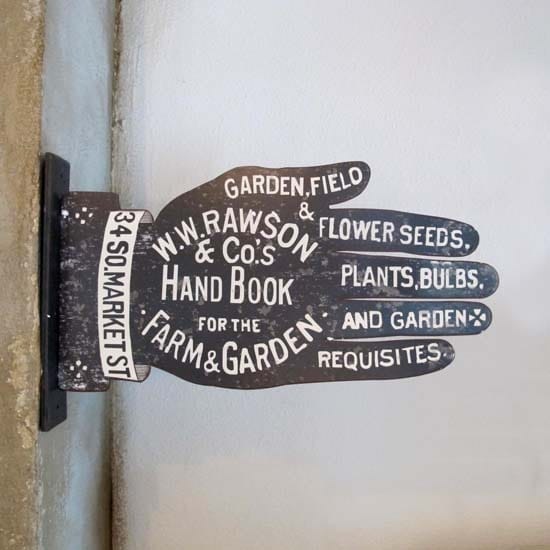 34 SO. MARKET ST
W.W. RAWSON
& CO.'S
HAND BOOK
FOR THE
FARM & GARDEN.
GARDEN, FIELD
&
FLOWER SEEDS,
PLANTS, BULBS,
AND GARDEN
REQUISITES.